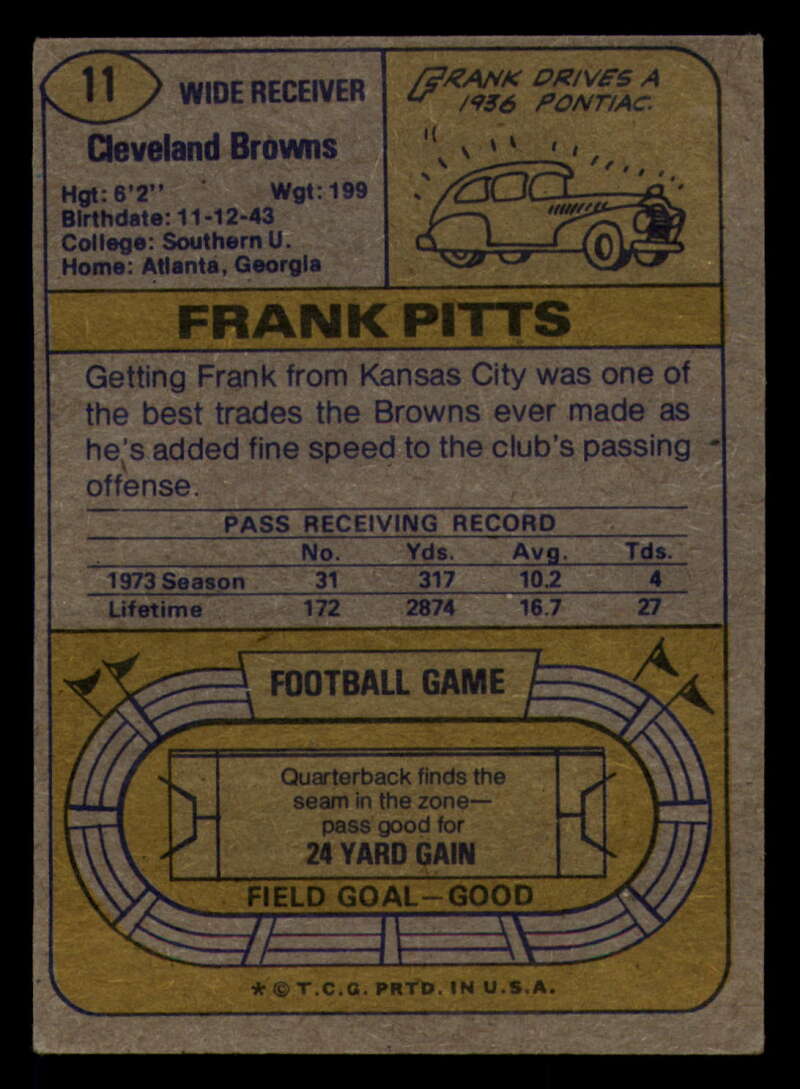 11
WIDE RECEIVER
Cleveland Browns
Hgt: 6'2" Wgt: 199
Birthdate: 11-12-43
College: Southern U.
Home: Atlanta, Georgia
FRANK DRIVES A
1936 PONTIAC.
FRANK PITTS
Getting Frank from Kansas City was one of
the best trades the Browns ever made as
he's added fine speed to the club's passing
offense.
PASS RECEIVING RECORD
No. Yds. Avg. Tds.
1973 Season 31 317 10.2 4
Lifetime 172 2874 16.7 27
FOOTBALL GAME
Quarterback finds the
seam in the zone—
pass good for
24 YARD GAIN
FIELD GOAL—GOOD
* © T.C.G. PRTD. IN U.S.A.